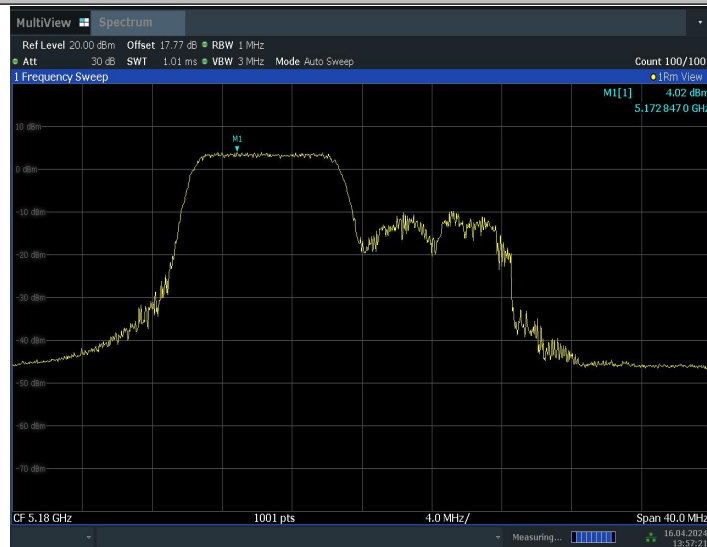 MultiView Spectrum
Ref Level 20.00 dBm Offset 17.77 dB RBW 1 MHz
Att 30 dB SWT 1.01 ms VBW 3 MHz Mode Auto Sweep Count 100/100
1 Frequency Sweep 1Rm View
M1[1] 4.02 dBm
5.172 847 0 GHz
10 dBm
M1
0 dBm
-10 dBm
-20 dBm
-30 dBm
-40 dBm
-50 dBm
-60 dBm
-70 dBm
CF 5.18 GHz 1001 pts 4.0 MHz/ Span 40.0 MHz
Measuring... 16.04.2024
13:57:21